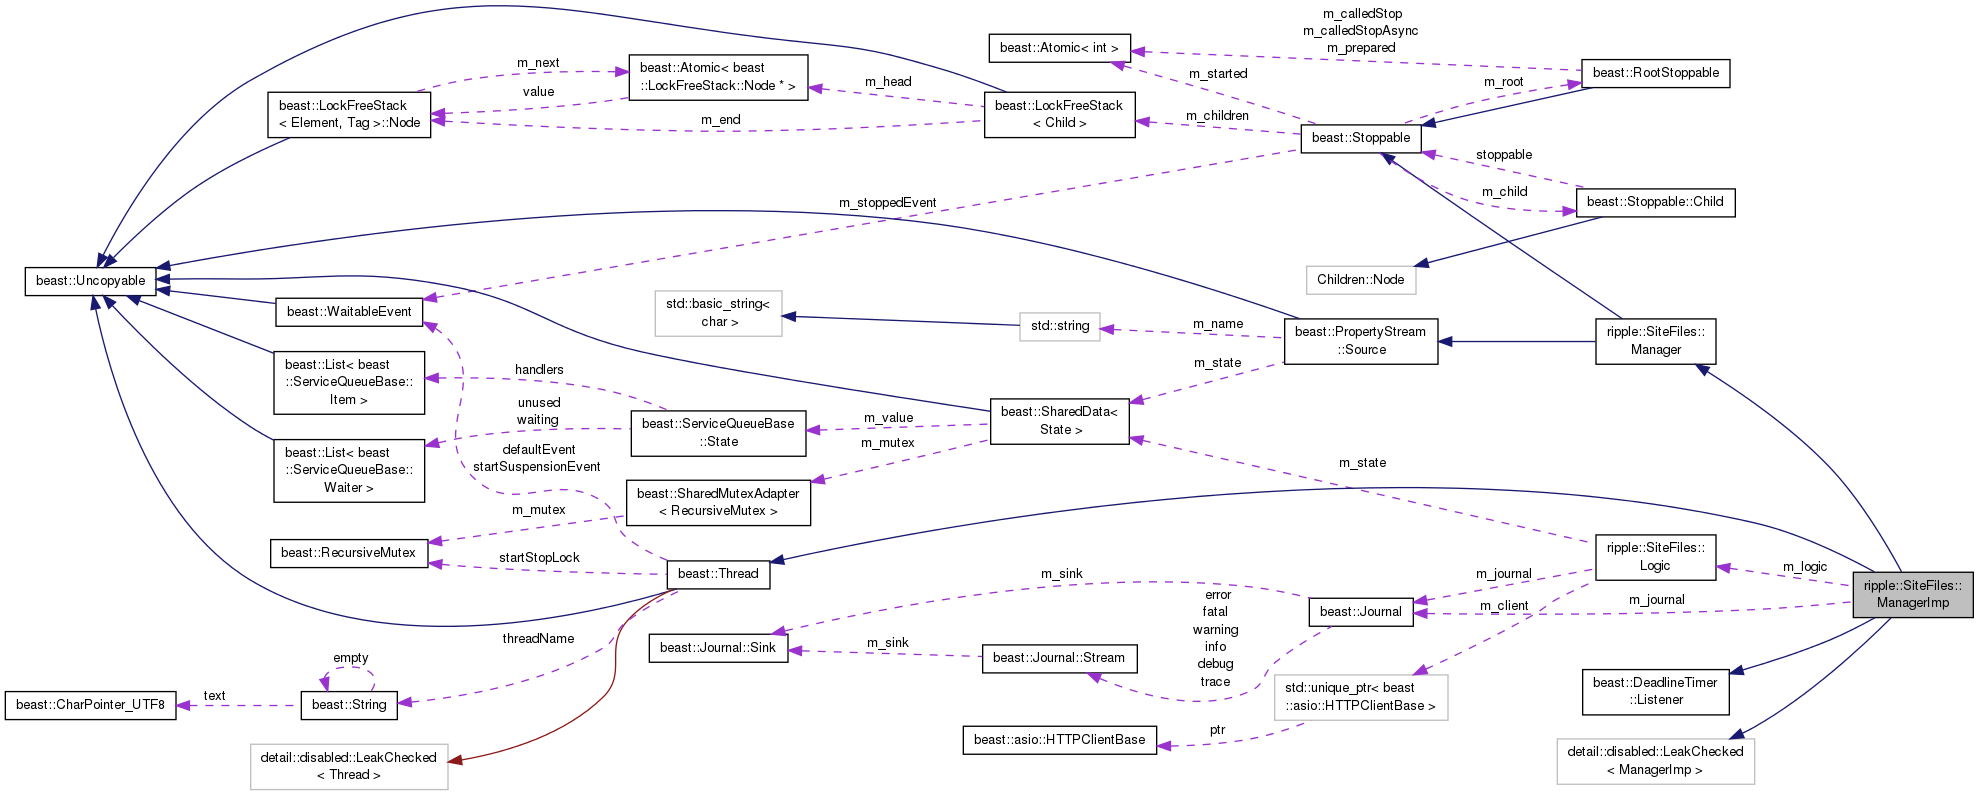 m_calledStop
m_calledStopAsync
m_prepared
beast::Atomic< int >
m_next
beast::Atomic< beast
::LockFreeStack::Node * >
m_started
m_root
beast::RootStoppable
m_head
value
beast::LockFreeStack
< Element, Tag >::Node
beast::LockFreeStack
< Child >
m_end
m_children
beast::Stoppable
stoppable
m_child
beast::Stoppable::Child
m_stoppedEvent
beast::Uncopyable
Children::Node
beast::WaitableEvent
std::basic_string<
char >
std::string
m_name
beast::PropertyStream
::Source
ripple::SiteFiles::
Manager
beast::List< beast
::ServiceQueueBase::
Item >
handlers
m_state
unused
waiting
beast::ServiceQueueBase
::State
m_value
m_mutex
beast::SharedData<
State >
beast::List< beast
::ServiceQueueBase::
Waiter >
defaultEvent
startSuspensionEvent
m_state
beast::SharedMutexAdapter
< RecursiveMutex >
m_mutex
beast::RecursiveMutex
startStopLock
beast::Thread
m_sink
ripple::SiteFiles::
Logic
m_logic
m_journal
m_journal
m_client
ripple::SiteFiles::
ManagerImp
error
fatal
warning
info
debug
trace
beast::Journal
threadName
beast::Journal::Sink
m_sink
beast::Journal::Stream
empty
text
beast::CharPointer_UTF8
beast::String
std::unique_ptr< beast
::asio::HTTPClientBase >
beast::DeadlineTimer
::Listener
ptr
beast::asio::HTTPClientBase
detail::disabled::LeakChecked
< Thread >
detail::disabled::LeakChecked
< ManagerImp >